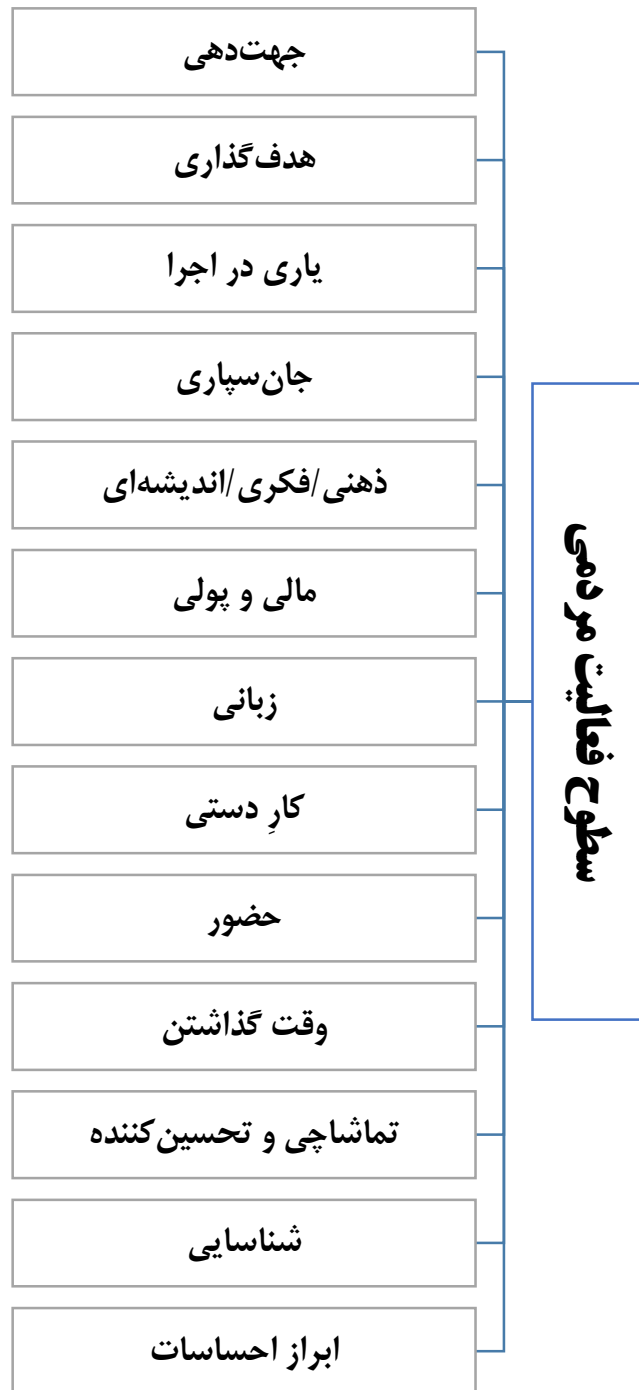 سطوح فعالیت مردمی
جهت‌دهی
هدف‌گذاری
یاری در اجرا
جان‌سپاری
ذهنی/فکری/اندیشه‌ای
مالی و پولی
زبانی
کارِ دستی
حضور
وقت گذاشتن
تماشاچی و تحسین‌کننده
شناسایی
ابراز احساسات